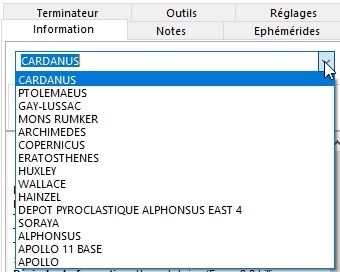 Terminateur Outils Réglages
Information Notes Ephémérides
CARDANUS
CARDANUS
PTOLEMAEUS
GAY-LUSSAC
MONS RUMKER
ARCHIMEDES
COPERNICUS
ERATOSTHENES
HUXLEY
WALLACE
HAINZEL
DEPOT PYROCLASTIQUE ALPHONSUS EAST 4
SORAYA
ALPHONSUS
APOLLO 11 BASE
APOLLO